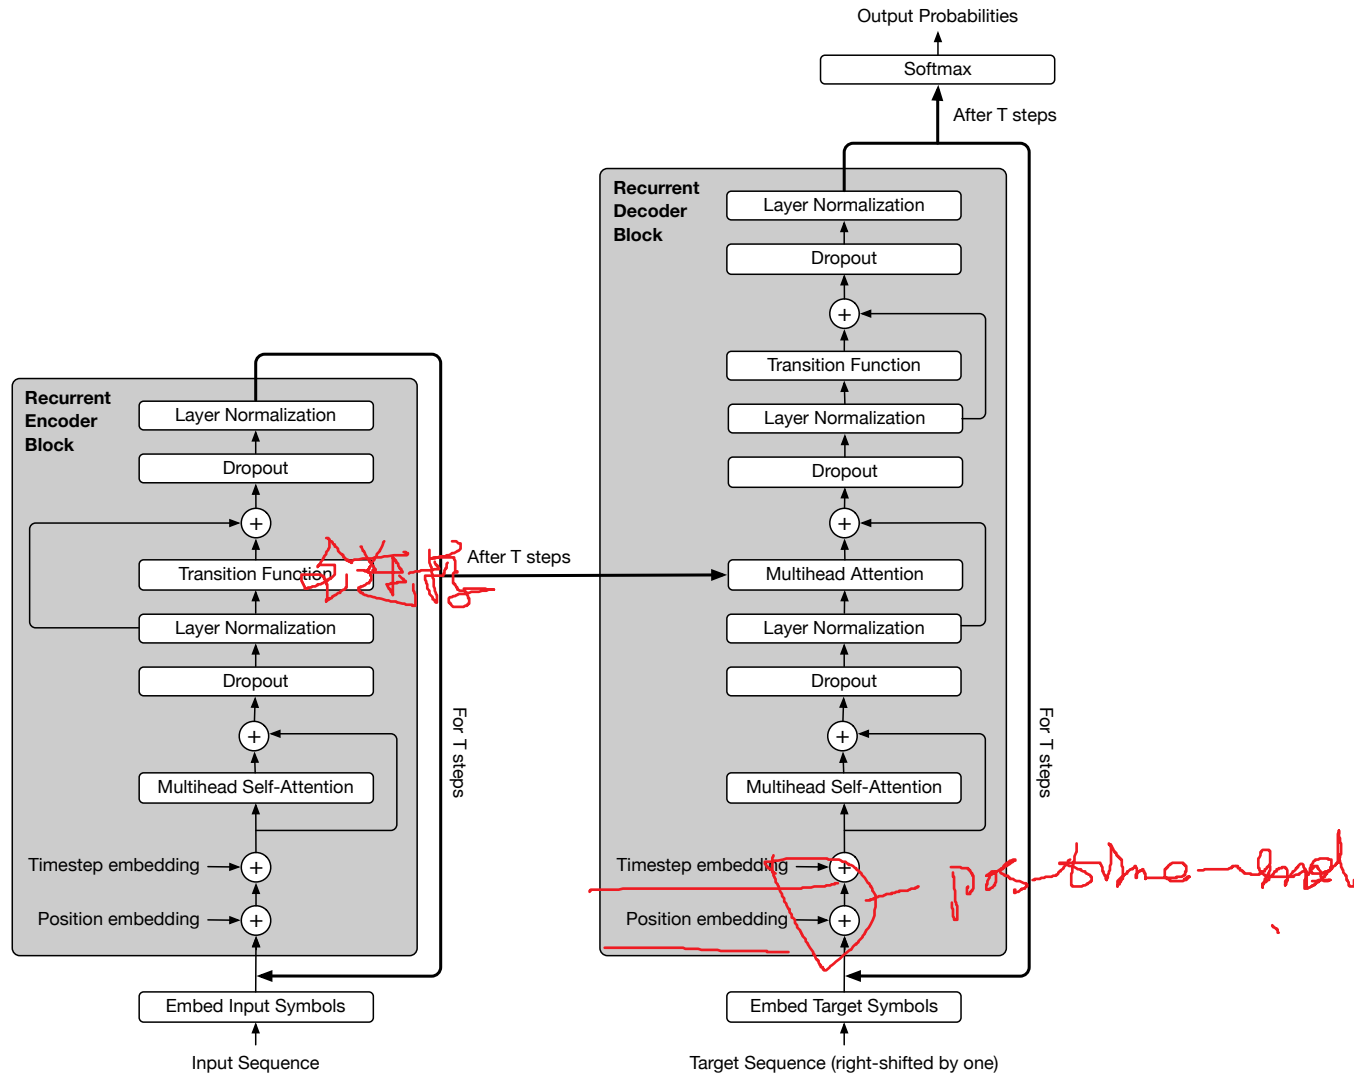 Output Probabilities
Softmax
After T steps
Recurrent
Decoder
Block
Layer Normalization
Dropout
+
Transition Function
Layer Normalization
Dropout
+
Multihead Attention
Layer Normalization
Dropout
+
Multihead Self-Attention
Timestep embedding
+
Position embedding
+
For T steps
Embed Target Symbols
Target Sequence (right-shifted by one)
Recurrent
Encoder
Block
Layer Normalization
Dropout
+
Transition Function
After T steps
Layer Normalization
Dropout
+
Multihead Self-Attention
Timestep embedding
+
Position embedding
+
For T steps
Embed Input Symbols
Input Sequence